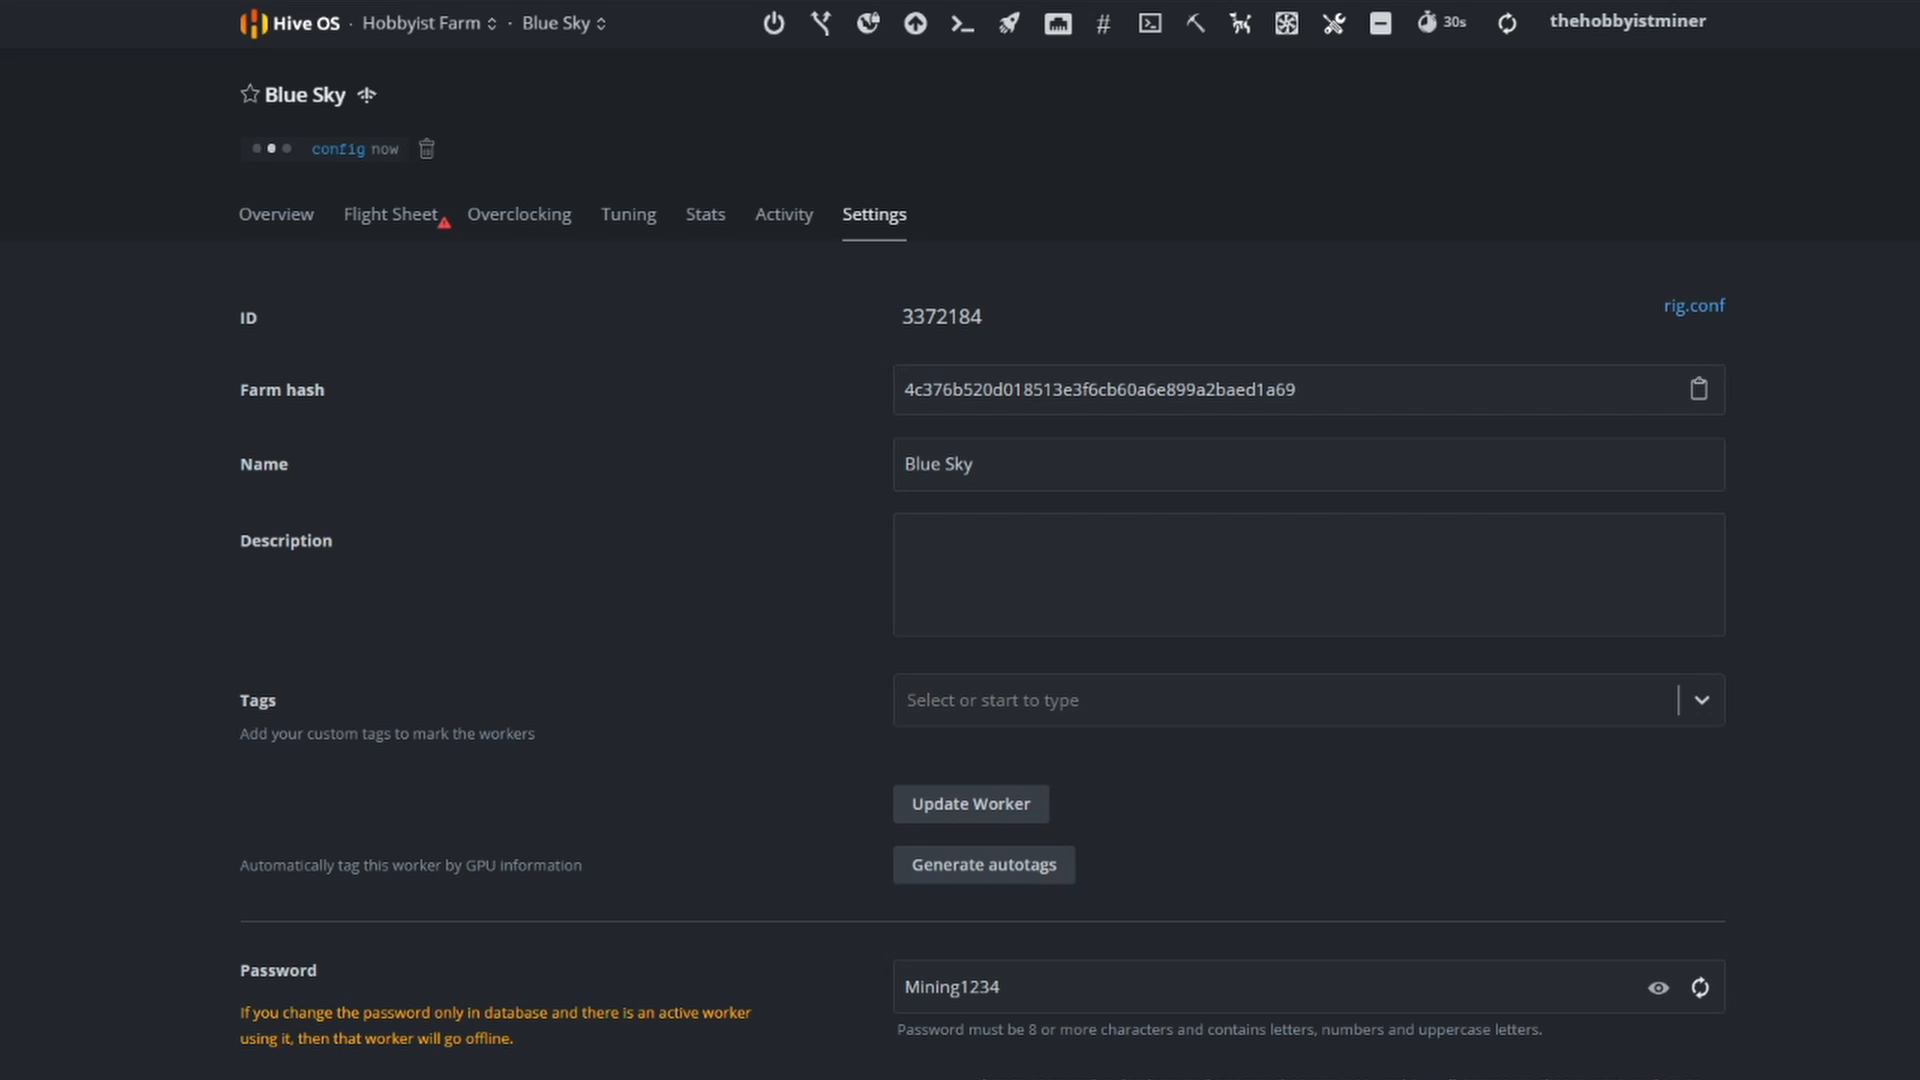 Hive OS · Hobbyist Farm · Blue Sky
30s
thehobbyistminer
Blue Sky
config now
Overview Flight Sheet Overclocking Tuning Stats Activity Settings
ID
3372184
rig.conf
Farm hash
4c376b520d018513e3f6cb60a6e899a2baed1a69
Name
Blue Sky
Description
Tags
Select or start to type
Add your custom tags to mark the workers
Update Worker
Automatically tag this worker by GPU information
Generate autotags
Password
Mining1234
If you change the password only in database and there is an active worker
using it, then that worker will go offline.
Password must be 8 or more characters and contains letters, numbers and uppercase letters.